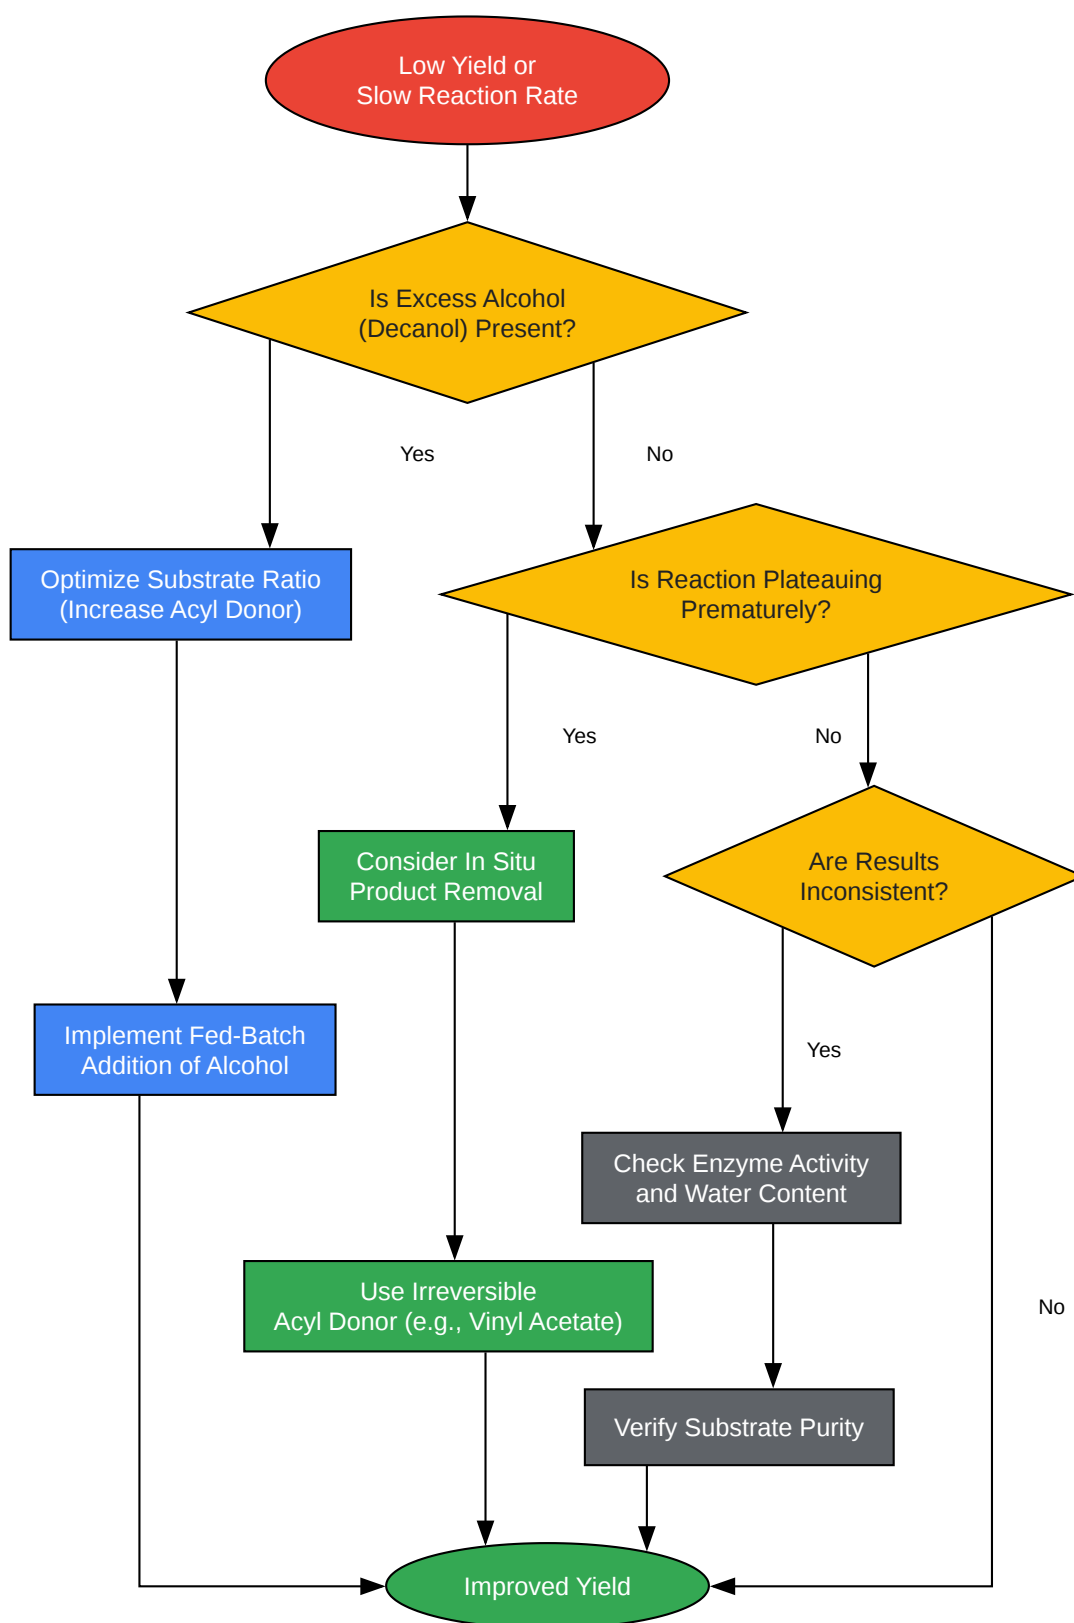 Low Yield or
Slow Reaction Rate
Is Excess Alcohol
(Decanol) Present?
Yes
No
Optimize Substrate Ratio
(Increase Acyl Donor)
Is Reaction Plateauing
Prematurely?
Yes
No
Consider In Situ
Product Removal
Are Results
Inconsistent?
Implement Fed-Batch
Addition of Alcohol
Yes
Check Enzyme Activity
and Water Content
Use Irreversible
Acyl Donor (e.g., Vinyl Acetate)
No
Verify Substrate Purity
Improved Yield